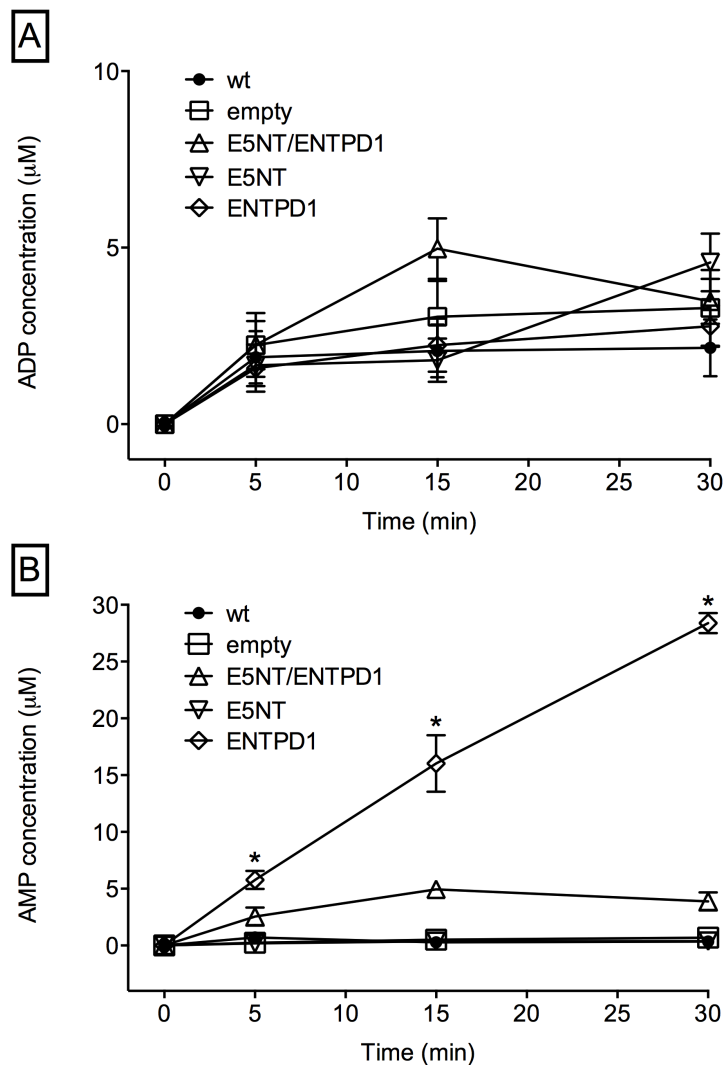 A
10
5
0
ADP concentration (μM)
wt
empty
E5NT/ENTPD1
E5NT
ENTPD1
0 5 10 15 20 25 30
Time (min)
B
30
25
20
15
10
5
0
AMP concentration (μM)
wt
empty
E5NT/ENTPD1
E5NT
ENTPD1
*
*
*
0 5 10 15 20 25 30
Time (min)